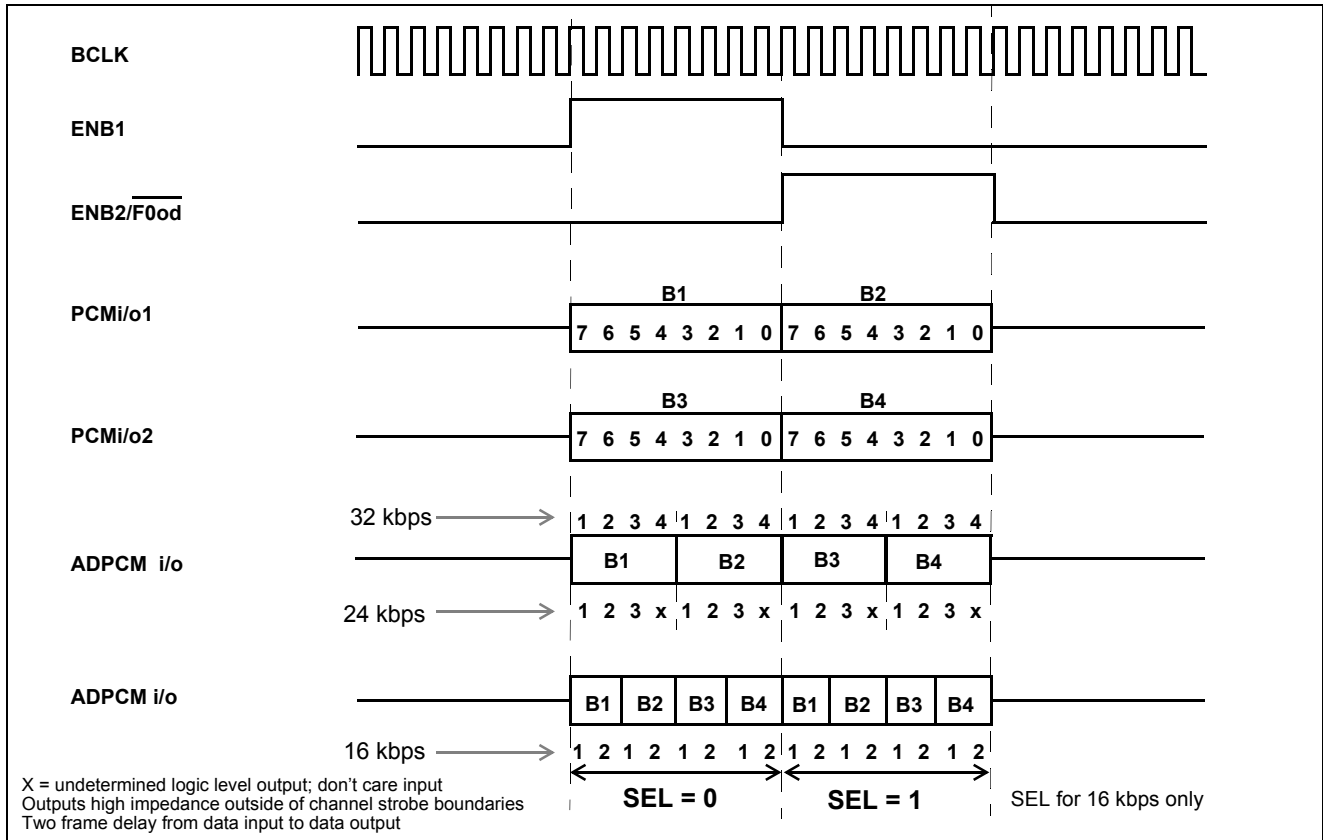 BCLK
ENB1
ENB2/F0od
B1 B2
PCMi/o1
7 6 5 4 3 2 1 0 7 6 5 4 3 2 1 0
B3 B4
PCMi/o2
7 6 5 4 3 2 1 0 7 6 5 4 3 2 1 0
32 kbps
1 2 3 4 1 2 3 4 1 2 3 4 1 2 3 4
ADPCM i/o
B1 B2 B3 B4
24 kbps
1 2 3 x 1 2 3 x 1 2 3 x 1 2 3 x
ADPCM i/o
B1 B2 B3 B4 B1 B2 B3 B4
16 kbps
1 2 1 2 1 2 1 2 1 2 1 2 1 2 1 2
X = undetermined logic level output; don't care input
Outputs high impedance outside of channel strobe boundaries
Two frame delay from data input to data output
SEL = 0
SEL = 1
SEL for 16 kbps only